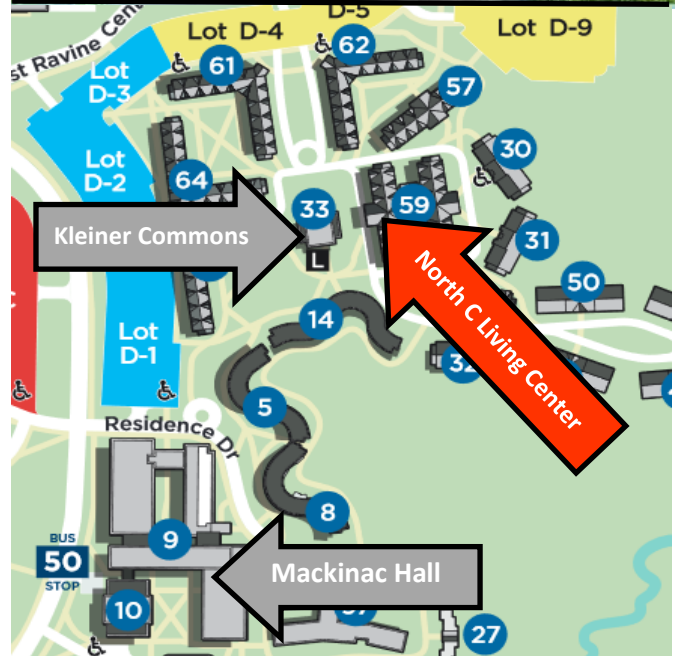 D-5
Lot D-4
Lot D-9
st Ravine Cent
62
61
57
Lot
D-3
30
Lot
D-2
64
33
59
Kleiner Commons
31
L
North C Living Center
50
14
Lot
D-1
32
5
Residence Dr
8
9
BUS
50
STOP
Mackinac Hall
10
27